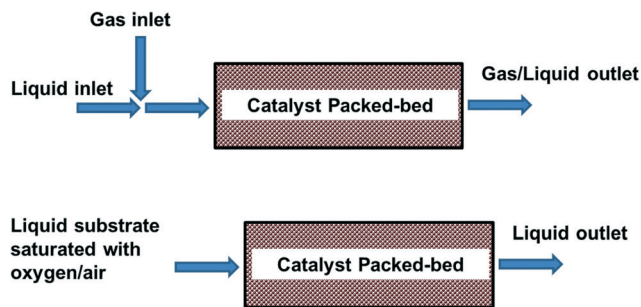 Gas inlet
Liquid inlet
Catalyst Packed-bed
Gas/Liquid outlet
Liquid substrate
saturated with
oxygen/air
Catalyst Packed-bed
Liquid outlet